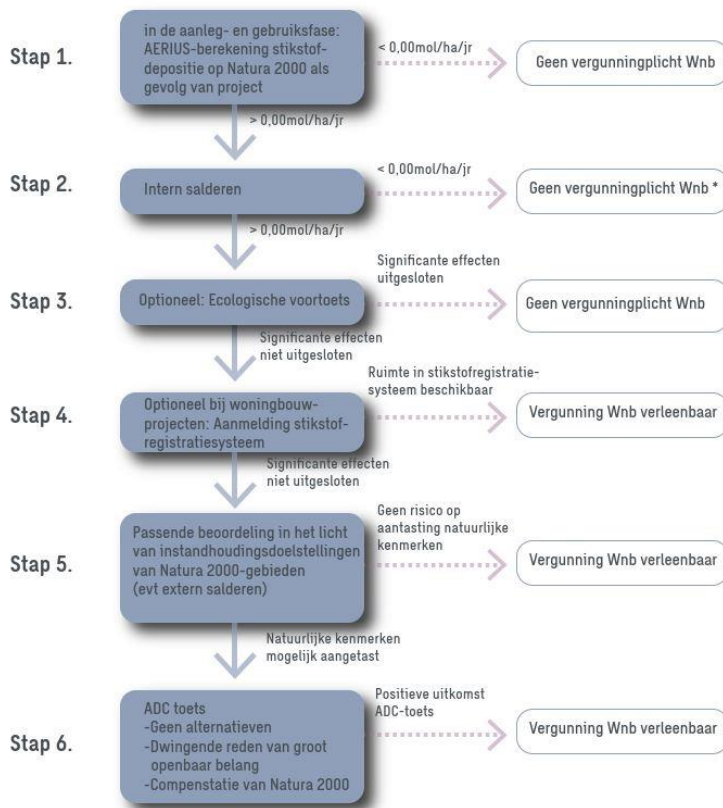 Stap 1.
in de aanleg- en gebruiksfase:
AERIUS-berekening stikstof-
depositie op Natura 2000 als
gevolg van project
< 0,00mol/ha/jr
Geen vergunningplicht Wnb
> 0,00mol/ha/jr
Stap 2.
Intern salderen
< 0,00mol/ha/jr
Geen vergunningplicht Wnb *
> 0,00mol/ha/jr
Stap 3.
Optioneel: Ecologische voortoets
Significante effecten
uitgesloten
Geen vergunningplicht Wnb
Significante effecten
niet uitgesloten
Stap 4.
Optioneel bij woningbouw-
projecten: Aanmelding stikstof-
registratiesysteem
Ruimte in stikstofregistratie-
systeem beschikbaar
Vergunning Wnb verleenbaar
Significante effecten
niet uitgesloten
Stap 5.
Passende beoordeling in het licht
van instandhoudingsdoelstellingen
van Natura 2000-gebieden
(evt extern salderen)
Geen risico op
aantasting natuurlijke
kenmerken
Vergunning Wnb verleenbaar
Natuurlijke kenmerken
mogelijk aangetast
Stap 6.
ADC toets
-Geen alternatieven
-Dwingende reden van groot
openbaar belang
-Compenstatie van Natura 2000
Positieve uitkomst
ADC-toets
Vergunning Wnb verleenbaar